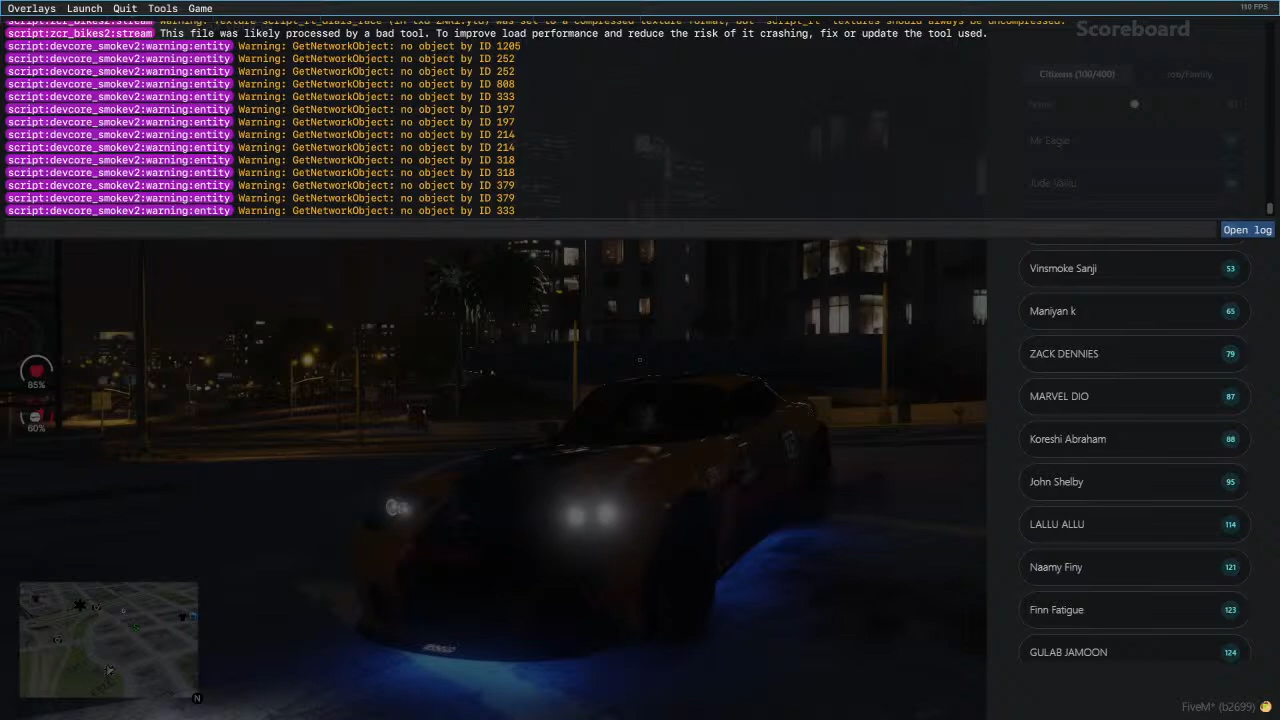 Overlays Launch Quit Tools Game
110 FPS
script:zcr_bikes2:stream This file was likely processed by a bad tool. To improve load performance and reduce the risk of it crashing, fix or update the tool used.
script:devcore_smokev2:warning:entity Warning: GetNetworkObject: no object by ID 1205
script:devcore_smokev2:warning:entity Warning: GetNetworkObject: no object by ID 252
script:devcore_smokev2:warning:entity Warning: GetNetworkObject: no object by ID 252
script:devcore_smokev2:warning:entity Warning: GetNetworkObject: no object by ID 808
script:devcore_smokev2:warning:entity Warning: GetNetworkObject: no object by ID 333
script:devcore_smokev2:warning:entity Warning: GetNetworkObject: no object by ID 197
script:devcore_smokev2:warning:entity Warning: GetNetworkObject: no object by ID 197
script:devcore_smokev2:warning:entity Warning: GetNetworkObject: no object by ID 214
script:devcore_smokev2:warning:entity Warning: GetNetworkObject: no object by ID 214
script:devcore_smokev2:warning:entity Warning: GetNetworkObject: no object by ID 318
script:devcore_smokev2:warning:entity Warning: GetNetworkObject: no object by ID 318
script:devcore_smokev2:warning:entity Warning: GetNetworkObject: no object by ID 379
script:devcore_smokev2:warning:entity Warning: GetNetworkObject: no object by ID 379
script:devcore_smokev2:warning:entity Warning: GetNetworkObject: no object by ID 333
Open log
Scoreboard
Citizens (100/400)
Mr Eagle
Vinsmoke Sanji 53
Maniyan k 65
ZACK DENNIES 79
MARVEL DIO 87
Koreshi Abraham 88
John Shelby 95
LALLU ALLU 114
Naamy Finy 121
Finn Fatigue 123
GULAB JAMOON 124
85%
60%
N
FiveM* (b2699)